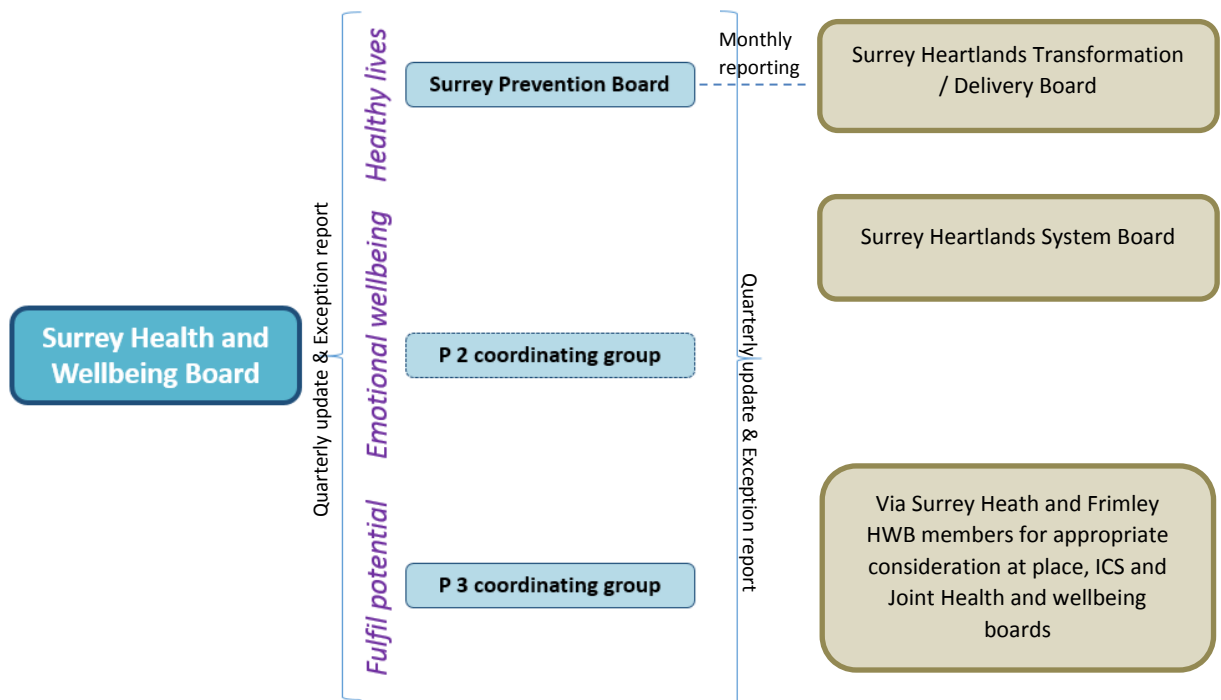 Surrey Health and
Wellbeing Board
Quarterly update & Exception report
Healthy lives
Emotional wellbeing
Fulfil potential
Surrey Prevention Board
P 2 coordinating group
P 3 coordinating group
Monthly
reporting
Quarterly update & Exception report
Surrey Heartlands Transformation
/ Delivery Board
Surrey Heartlands System Board
Via Surrey Heath and Frimley
HWB members for appropriate
consideration at place, ICS and
Joint Health and wellbeing
boards